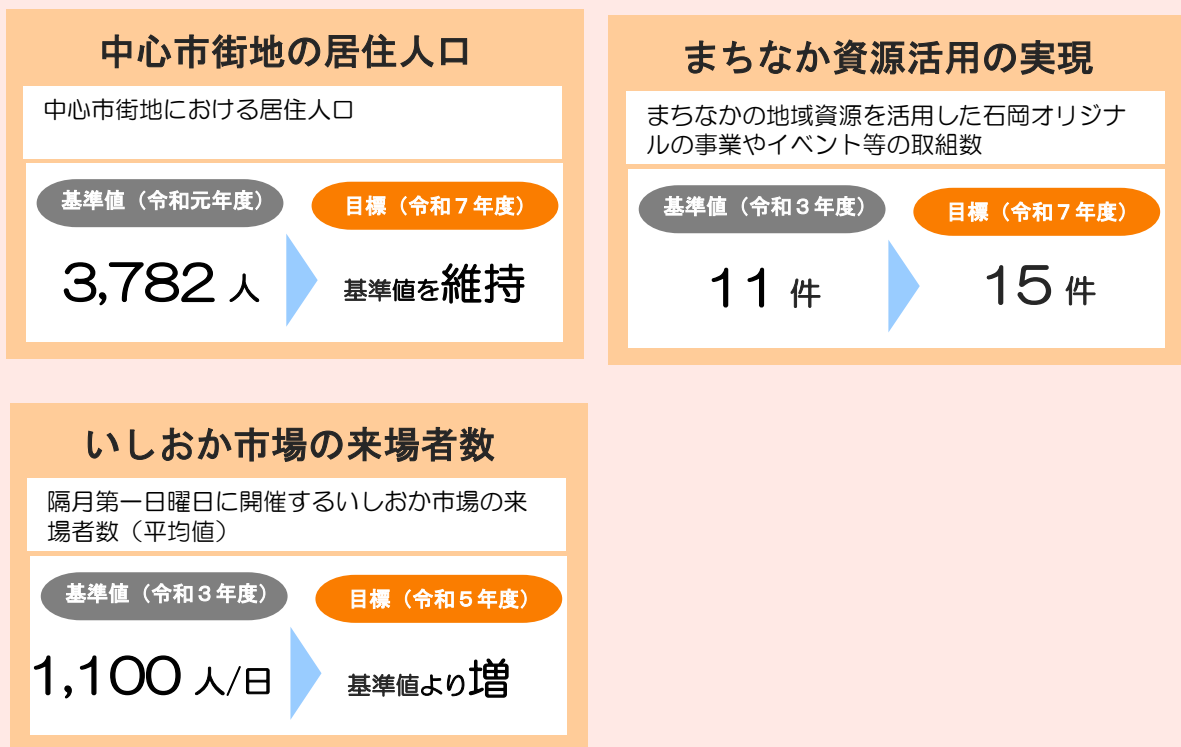 中心市街地の居住人口
中心市街地における居住人口
基準値（令和元年度）
目標（令和７年度）
3,782 人
基準値を維持
まちなか資源活用の実現
まちなかの地域資源を活用した石岡オリジナ
ルの事業やイベント等の取組数
基準値（令和３年度）
目標（令和７年度）
11 件
15 件
いしおか市場の来場者数
隔月第一日曜日に開催するいしおか市場の来
場者数（平均値）
基準値（令和３年度）
目標（令和５年度）
1,100 人/日
基準値より増